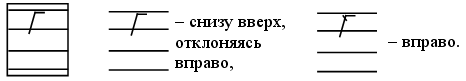 – снизу вверх,
отклоняясь
вправо,
– вправо.